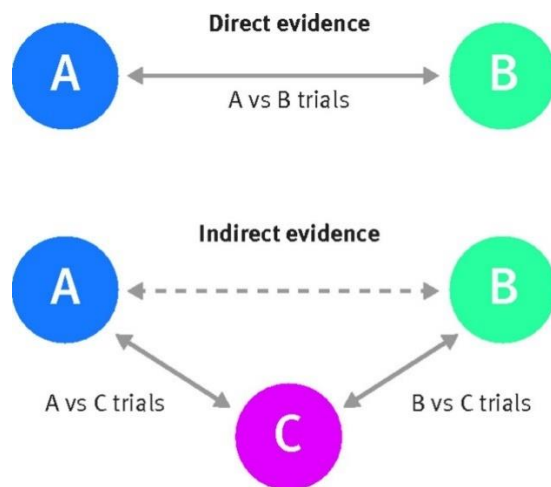 Direct evidence
A
B
A vs B trials
Indirect evidence
A
B
A vs C trials
B vs C trials
C